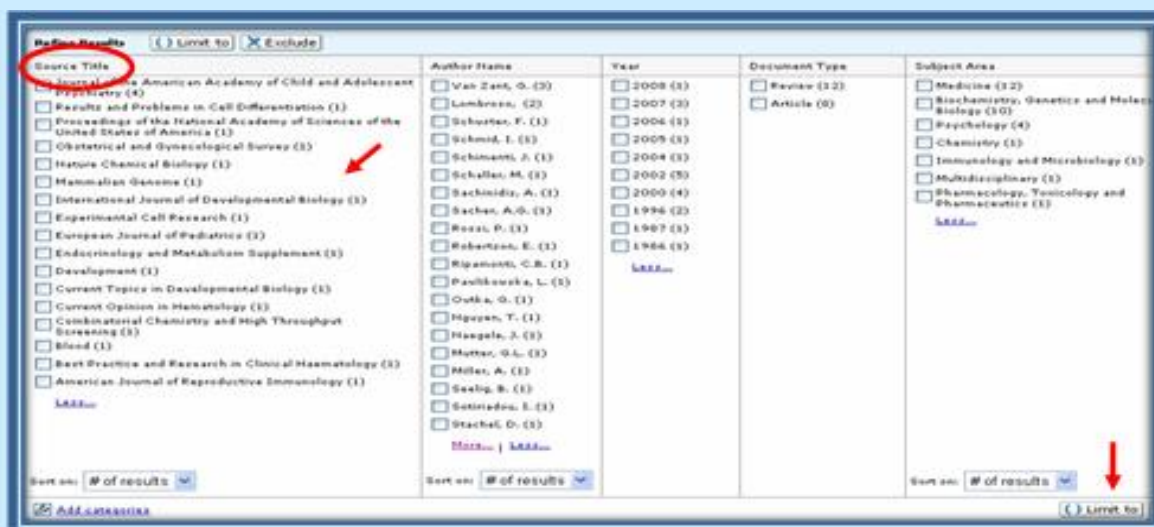 Refine Results
Limit to
Exclude
Source Title
Journal of the American Academy of Child and Adolescent
Psychiatry (4)
Results and Problems in Cell Differentiation (1)
Proceedings of the National Academy of Sciences of the
United States of America (1)
Obstetrical and Gynecological Survey (1)
Nature Chemical Biology (1)
Mammalian Genome (1)
International Journal of Developmental Biology (1)
Experimental Cell Research (1)
European Journal of Pediatrics (1)
Endocrinology and Metabolism Supplement (1)
Development (1)
Current Topics in Developmental Biology (1)
Current Opinion in Hematology (1)
Combinatorial Chemistry and High Throughput
Screening (1)
Blood (1)
Best Practice and Research in Clinical Haematology (1)
American Journal of Reproductive Immunology (1)
Less...
Sort on: # of results
Author Name
Van Zant, G. (3)
Lombroso, (2)
Schuster, F. (1)
Schmid, I. (1)
Schimenti, J. (1)
Schaller, M. (1)
Sachinidis, A. (1)
Sacher, A.G. (1)
Rossi, P. (1)
Robertson, E. (1)
Ripamonti, C.B. (1)
Pavlikovska, L. (1)
Outka, G. (1)
Nguyen, T. (1)
Naegele, J. (1)
Mutter, G.L. (1)
Miller, A. (1)
Seelig, B. (1)
Sotiriadou, I. (1)
Stachel, D. (1)
More... | Less...
Sort on: # of results
Year
2008 (1)
2007 (3)
2006 (1)
2005 (1)
2004 (1)
2002 (5)
2000 (4)
1996 (2)
1987 (1)
1986 (1)
Less...
Document Type
Review (12)
Article (8)
Subject Area
Medicine (12)
Biochemistry, Genetics and Molec
Biology (10)
Psychology (4)
Chemistry (1)
Immunology and Microbiology (1)
Multidisciplinary (1)
Pharmacology, Toxicology and
Pharmaceutics (1)
Less...
Sort on: # of results
Add categories
Limit to